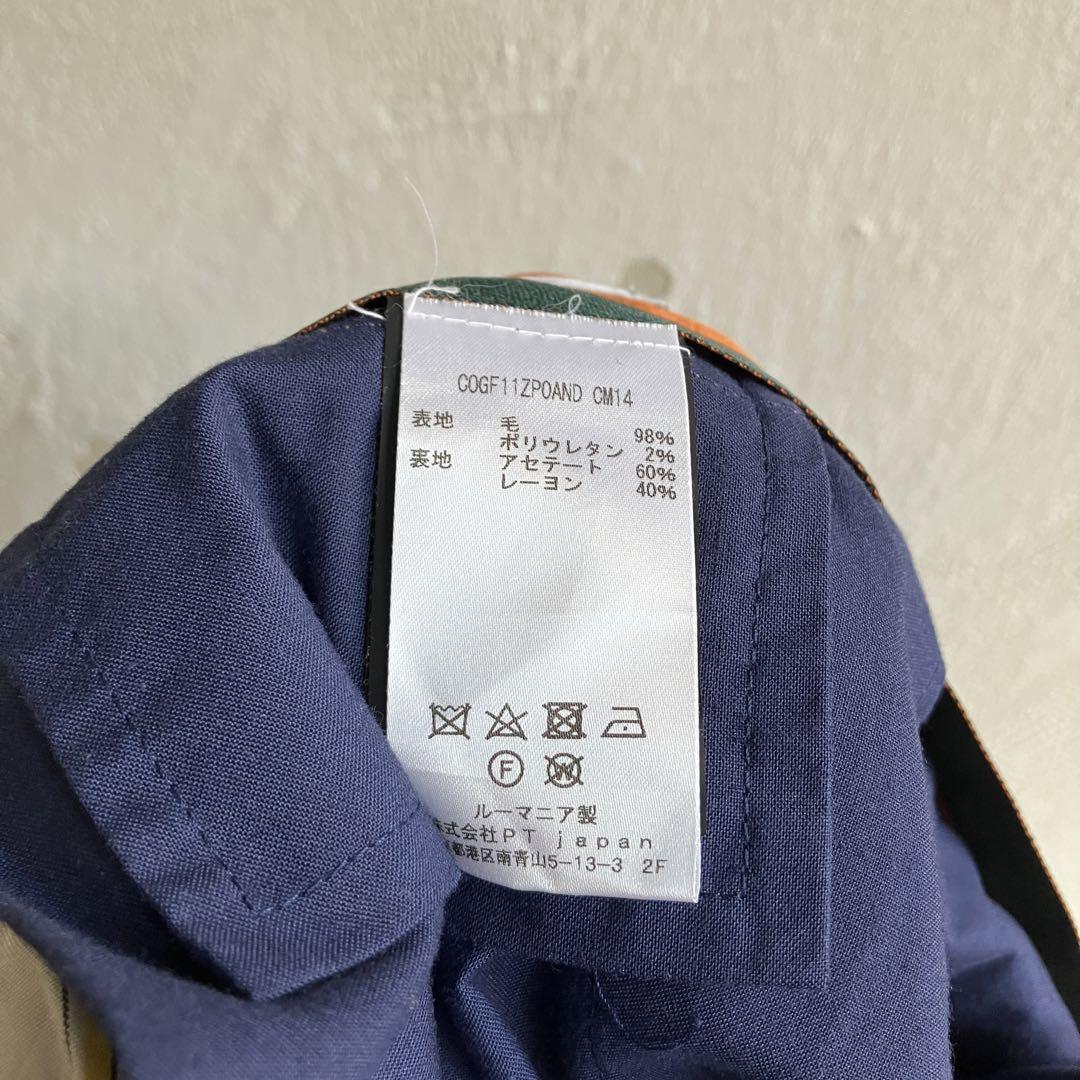 COGF11ZP0AND CM14
表地 毛 98%
ポリウレタン 2%
裏地 アセテート 60%
レーヨン 40%
F W
ルーマニア製
株式会社PT japan
都港区南青山5-13-3 2F